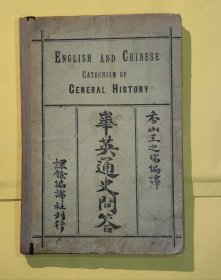 ENGLISH AND CHINESE
CATECHISM OF
GENERAL HISTORY
香山王之瑞編譯
華英通史問答
課餘編譯社刊行